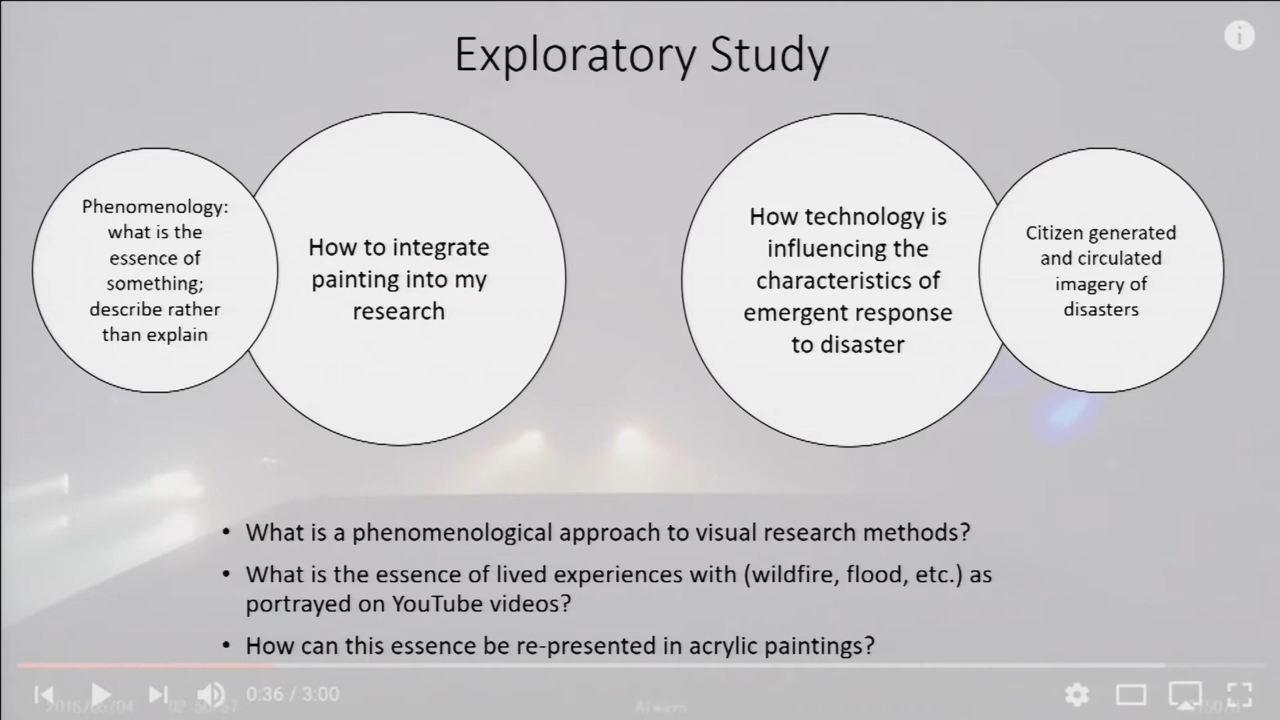 Exploratory Study
Phenomenology:
what is the
essence of
something;
describe rather
than explain
How to integrate
painting into my
research
How technology is
influencing the
characteristics of
emergent response
to disaster
Citizen generated
and circulated
imagery of
disasters
• What is a phenomenological approach to visual research methods?
• What is the essence of lived experiences with (wildfire, flood, etc.) as
portrayed on YouTube videos?
• How can this essence be re-presented in acrylic paintings?
0:36 / 3:00